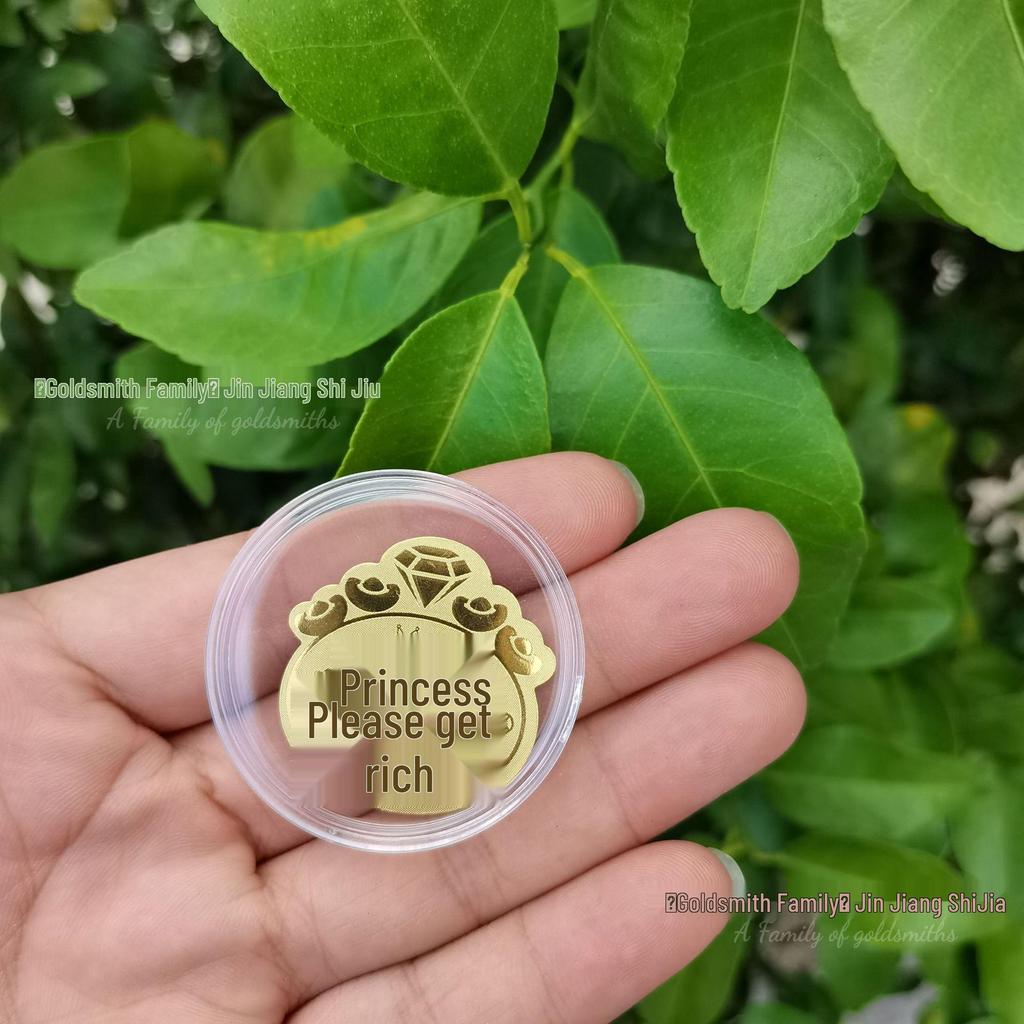 Goldsmith Family Jin Jiang Shi Jiu
A Family of goldsmiths
Princess
Please get
rich
Goldsmith Family Jin Jiang ShiJia
A Family of goldsmiths